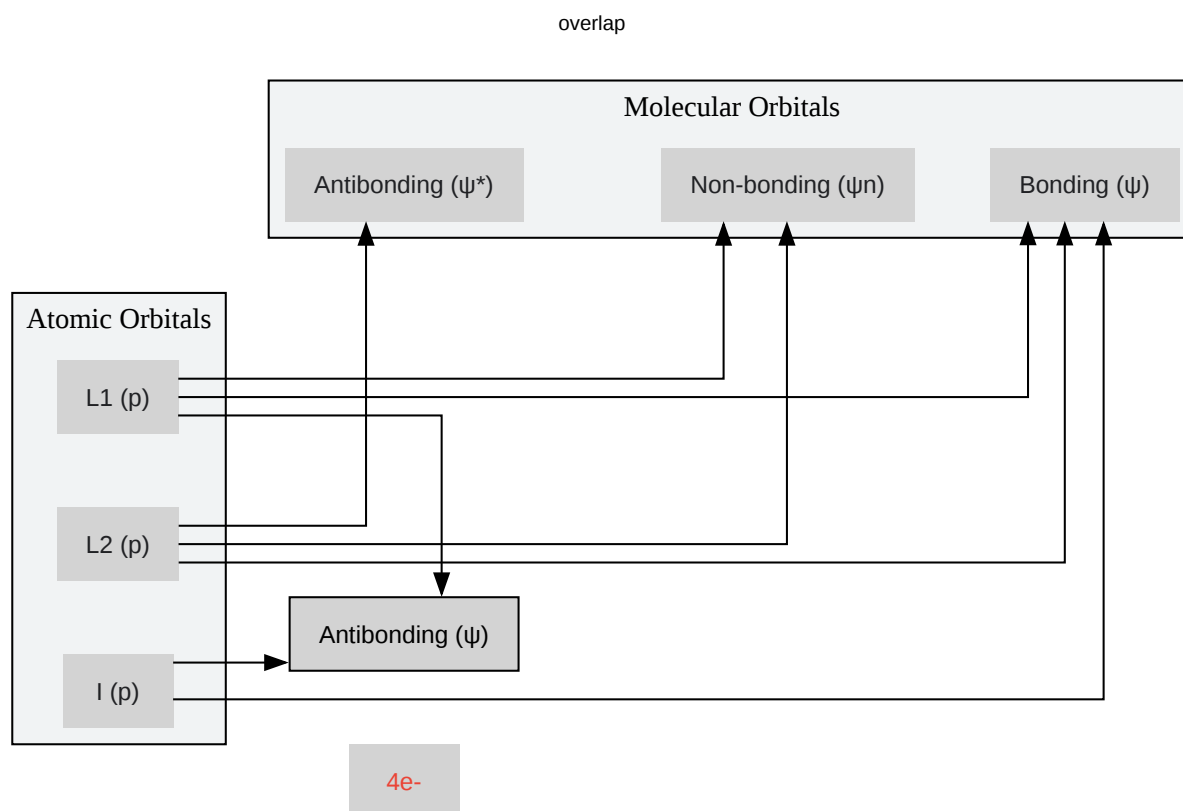 overlap
Molecular Orbitals
Antibonding (ψ*)
Non-bonding (ψn)
Bonding (ψ)
Atomic Orbitals
L1 (p)
L2 (p)
I (p)
Antibonding (ψ)
4e-